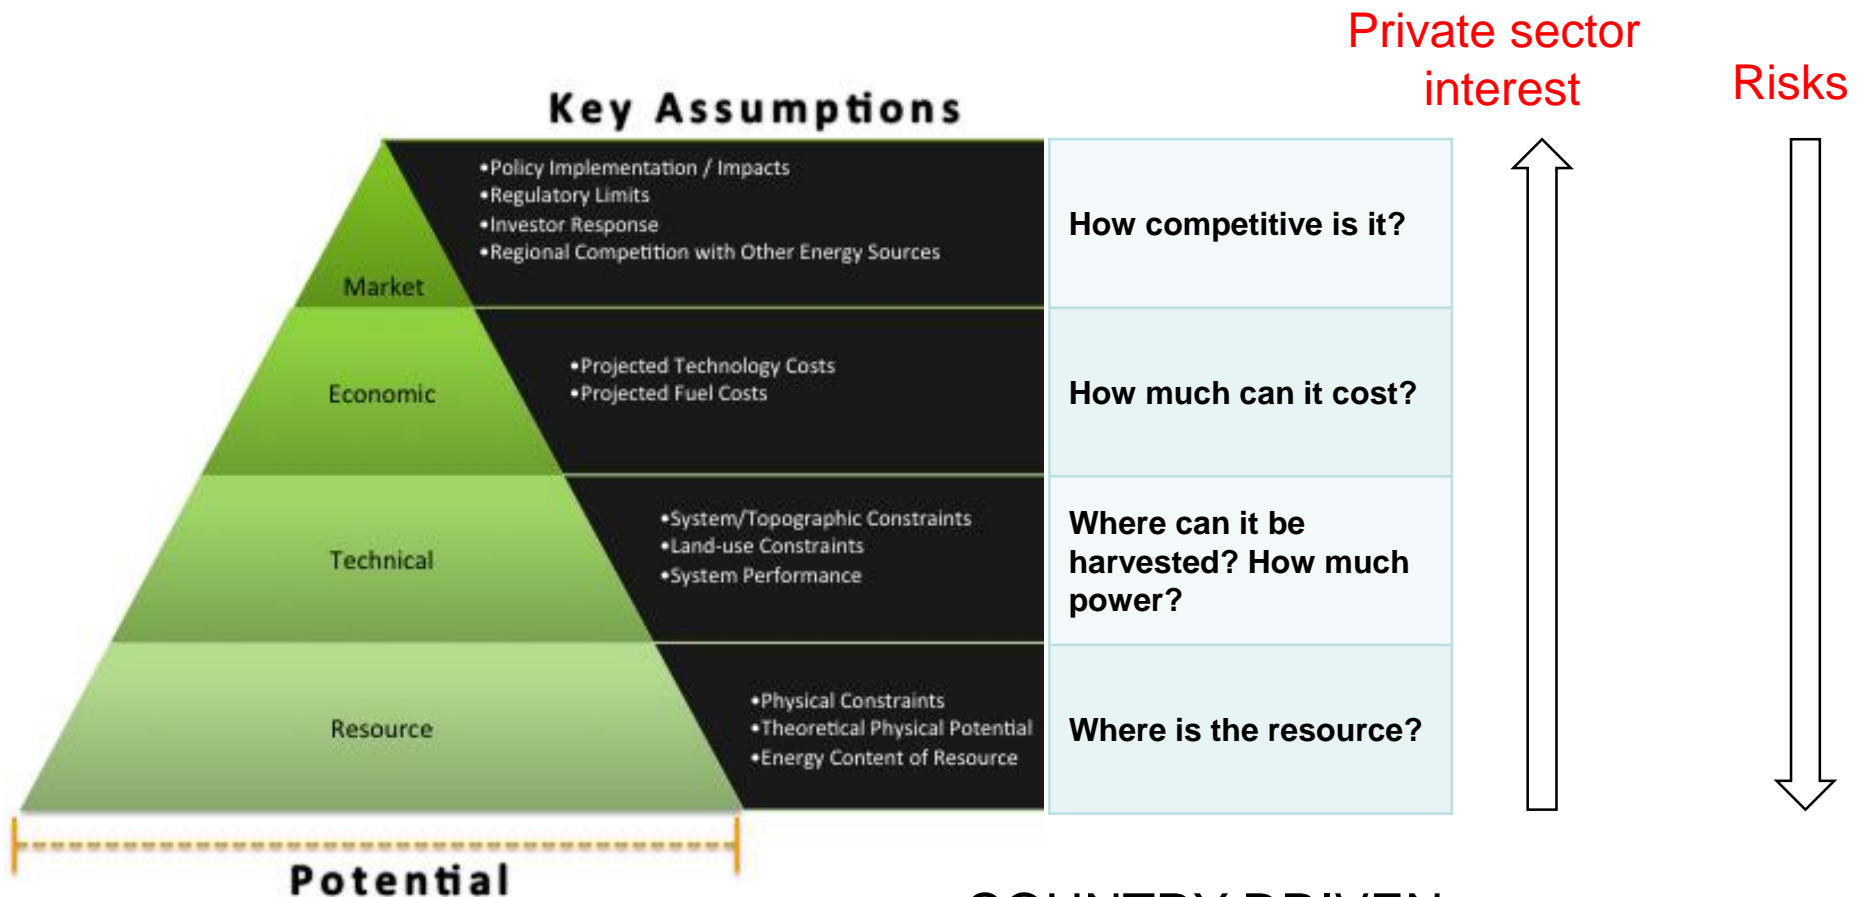 Private sector
interest
Risks
Key Assumptions
•Policy Implementation / Impacts
•Regulatory Limits
•Investor Response
•Regional Competition with Other Energy Sources
Market
How competitive is it?
•Projected Technology Costs
•Projected Fuel Costs
Economic
How much can it cost?
•System/Topographic Constraints
•Land-use Constraints
•System Performance
Technical
Where can it be
harvested? How much
power?
•Physical Constraints
•Theoretical Physical Potential
•Energy Content of Resource
Resource
Where is the resource?
Potential
COUNTRY DRIVEN